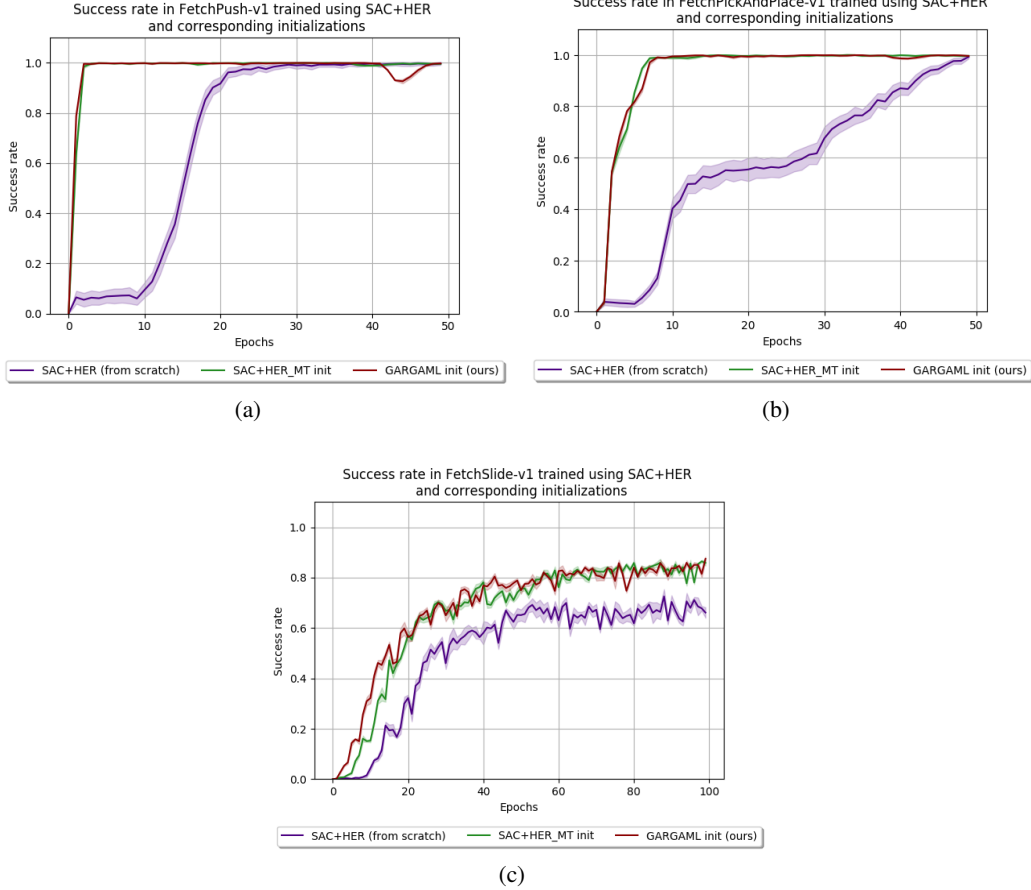 Success rate in FetchPush-v1 trained using SAC+HER
and corresponding initializations
1.0
0.8
0.6
0.4
0.2
0.0
Success rate
0 10 20 30 40 50
Epochs
SAC+HER (from scratch) SAC+HER_MT init GARGAML init (ours)
(a)
Success rate in FetchPickAndPlace-v1 trained using SAC+HER
and corresponding initializations
1.0
0.8
0.6
0.4
0.2
0.0
Success rate
0 10 20 30 40 50
Epochs
SAC+HER (from scratch) SAC+HER_MT init GARGAML init (ours)
(b)
Success rate in FetchSlide-v1 trained using SAC+HER
and corresponding initializations
1.0
0.8
0.6
0.4
0.2
0.0
Success rate
0 20 40 60 80 100
Epochs
SAC+HER (from scratch) SAC+HER_MT init GARGAML init (ours)
(c)